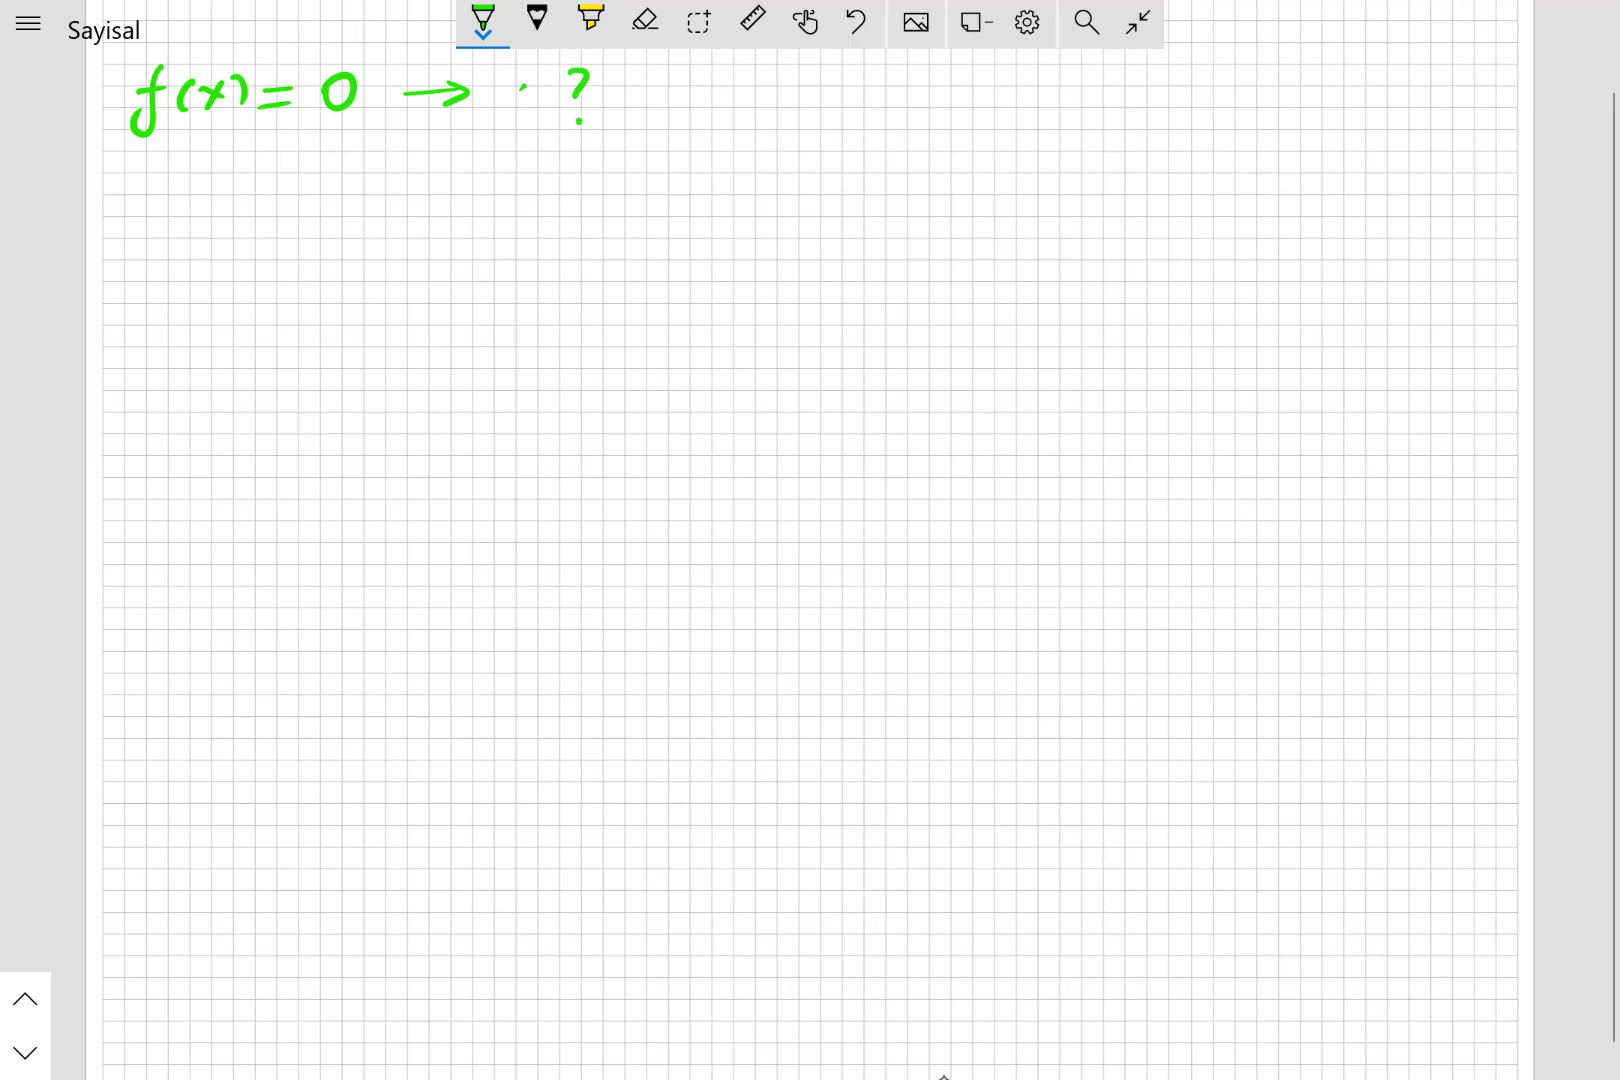 Sayisal
f(x) = 0 → . ?